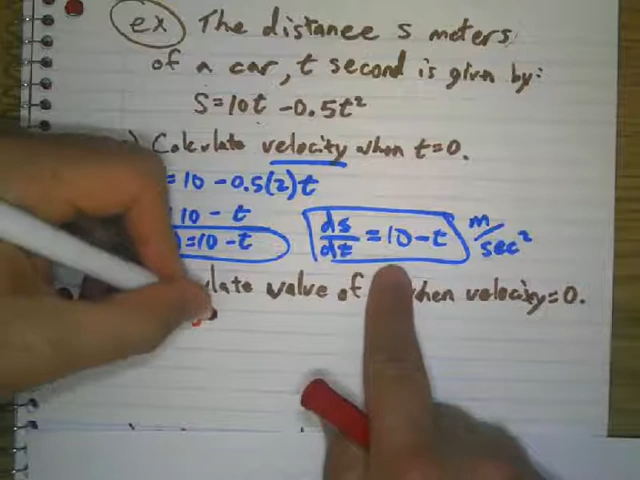 ex The distance s meters
of a car, t second is given by:
S=10t -0.5t²
Calculate velocity when t=0.
=10-0.5(2)t
10-t
=10-t ds/dt =10-t m/sec²
late value of when velocity=0.